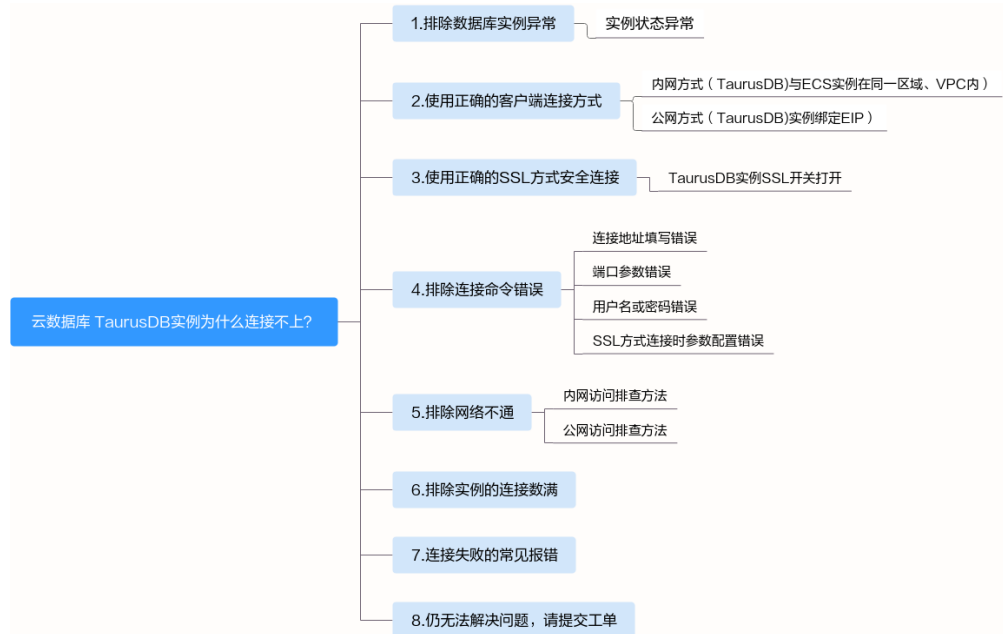 云数据库 TaurusDB实例为什么连接不上?
1.排除数据库实例异常
实例状态异常
2.使用正确的客户端连接方式
内网方式（TaurusDB)与ECS实例在同一区域、VPC内）
公网方式（TaurusDB)实例绑定EIP）
3.使用正确的SSL方式安全连接
TaurusDB实例SSL开关打开
4.排除连接命令错误
连接地址填写错误
端口参数错误
用户名或密码错误
SSL方式连接时参数配置错误
5.排除网络不通
内网访问排查方法
公网访问排查方法
6.排除实例的连接数满
7.连接失败的常见报错
8.仍无法解决问题，请提交工单